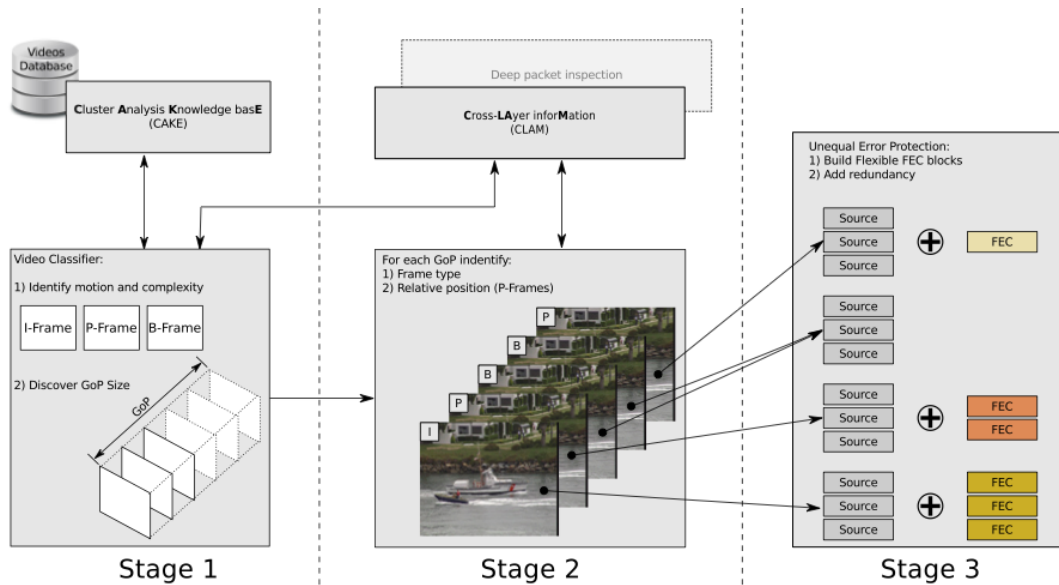 Videos
Database
Cluster Analysis Knowledge basE
(CAKE)
Deep packet inspection
Cross-LAyer inforMation
(CLAM)
Video Classifier:
1) Identify motion and complexity
I-Frame
P-Frame
B-Frame
2) Discover GoP Size
GoP
Stage 1
For each GoP indentify:
1) Frame type
2) Relative position (P-Frames)
P
B
B
P
I
Stage 2
Unequal Error Protection:
1) Build Flexible FEC blocks
2) Add redundancy
Source
Source
Source
FEC
Source
Source
Source
Source
Source
Source
FEC
FEC
Source
Source
Source
FEC
FEC
FEC
Stage 3